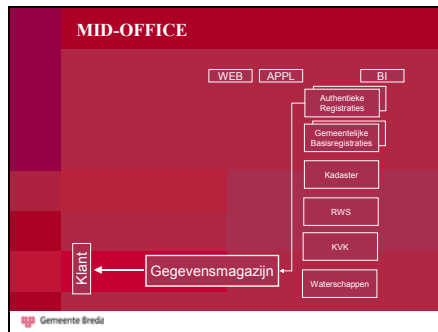 MID-OFFICE
WEB APPL BI
Authentieke
Registraties
Gemeentelijke
Basisregistraties
Kadaster
RWS
KVK
Klant
Gegevensmagazijn
Waterschappen
Gemeente Breda